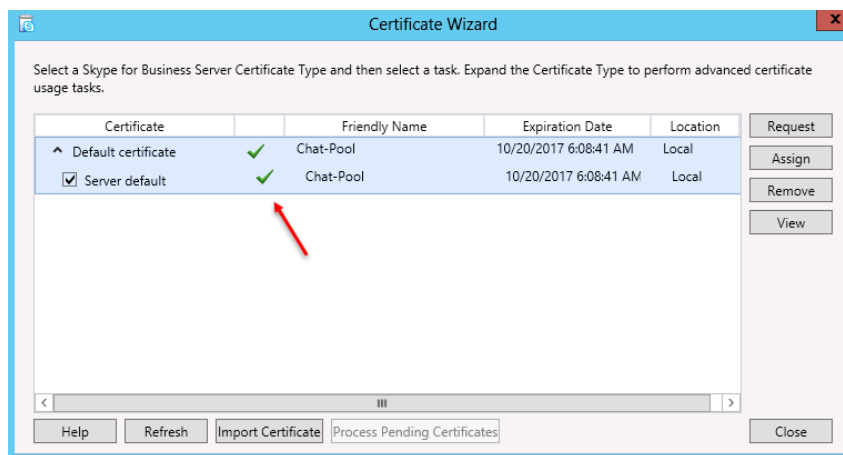 Certificate Wizard
x
Select a Skype for Business Server Certificate Type and then select a task. Expand the Certificate Type to perform advanced certificate
usage tasks.
Certificate Friendly Name Expiration Date Location
Default certificate Chat-Pool 10/20/2017 6:08:41 AM Local
Server default Chat-Pool 10/20/2017 6:08:41 AM Local
Request
Assign
Remove
View
Help Refresh Import Certificate Process Pending Certificates Close